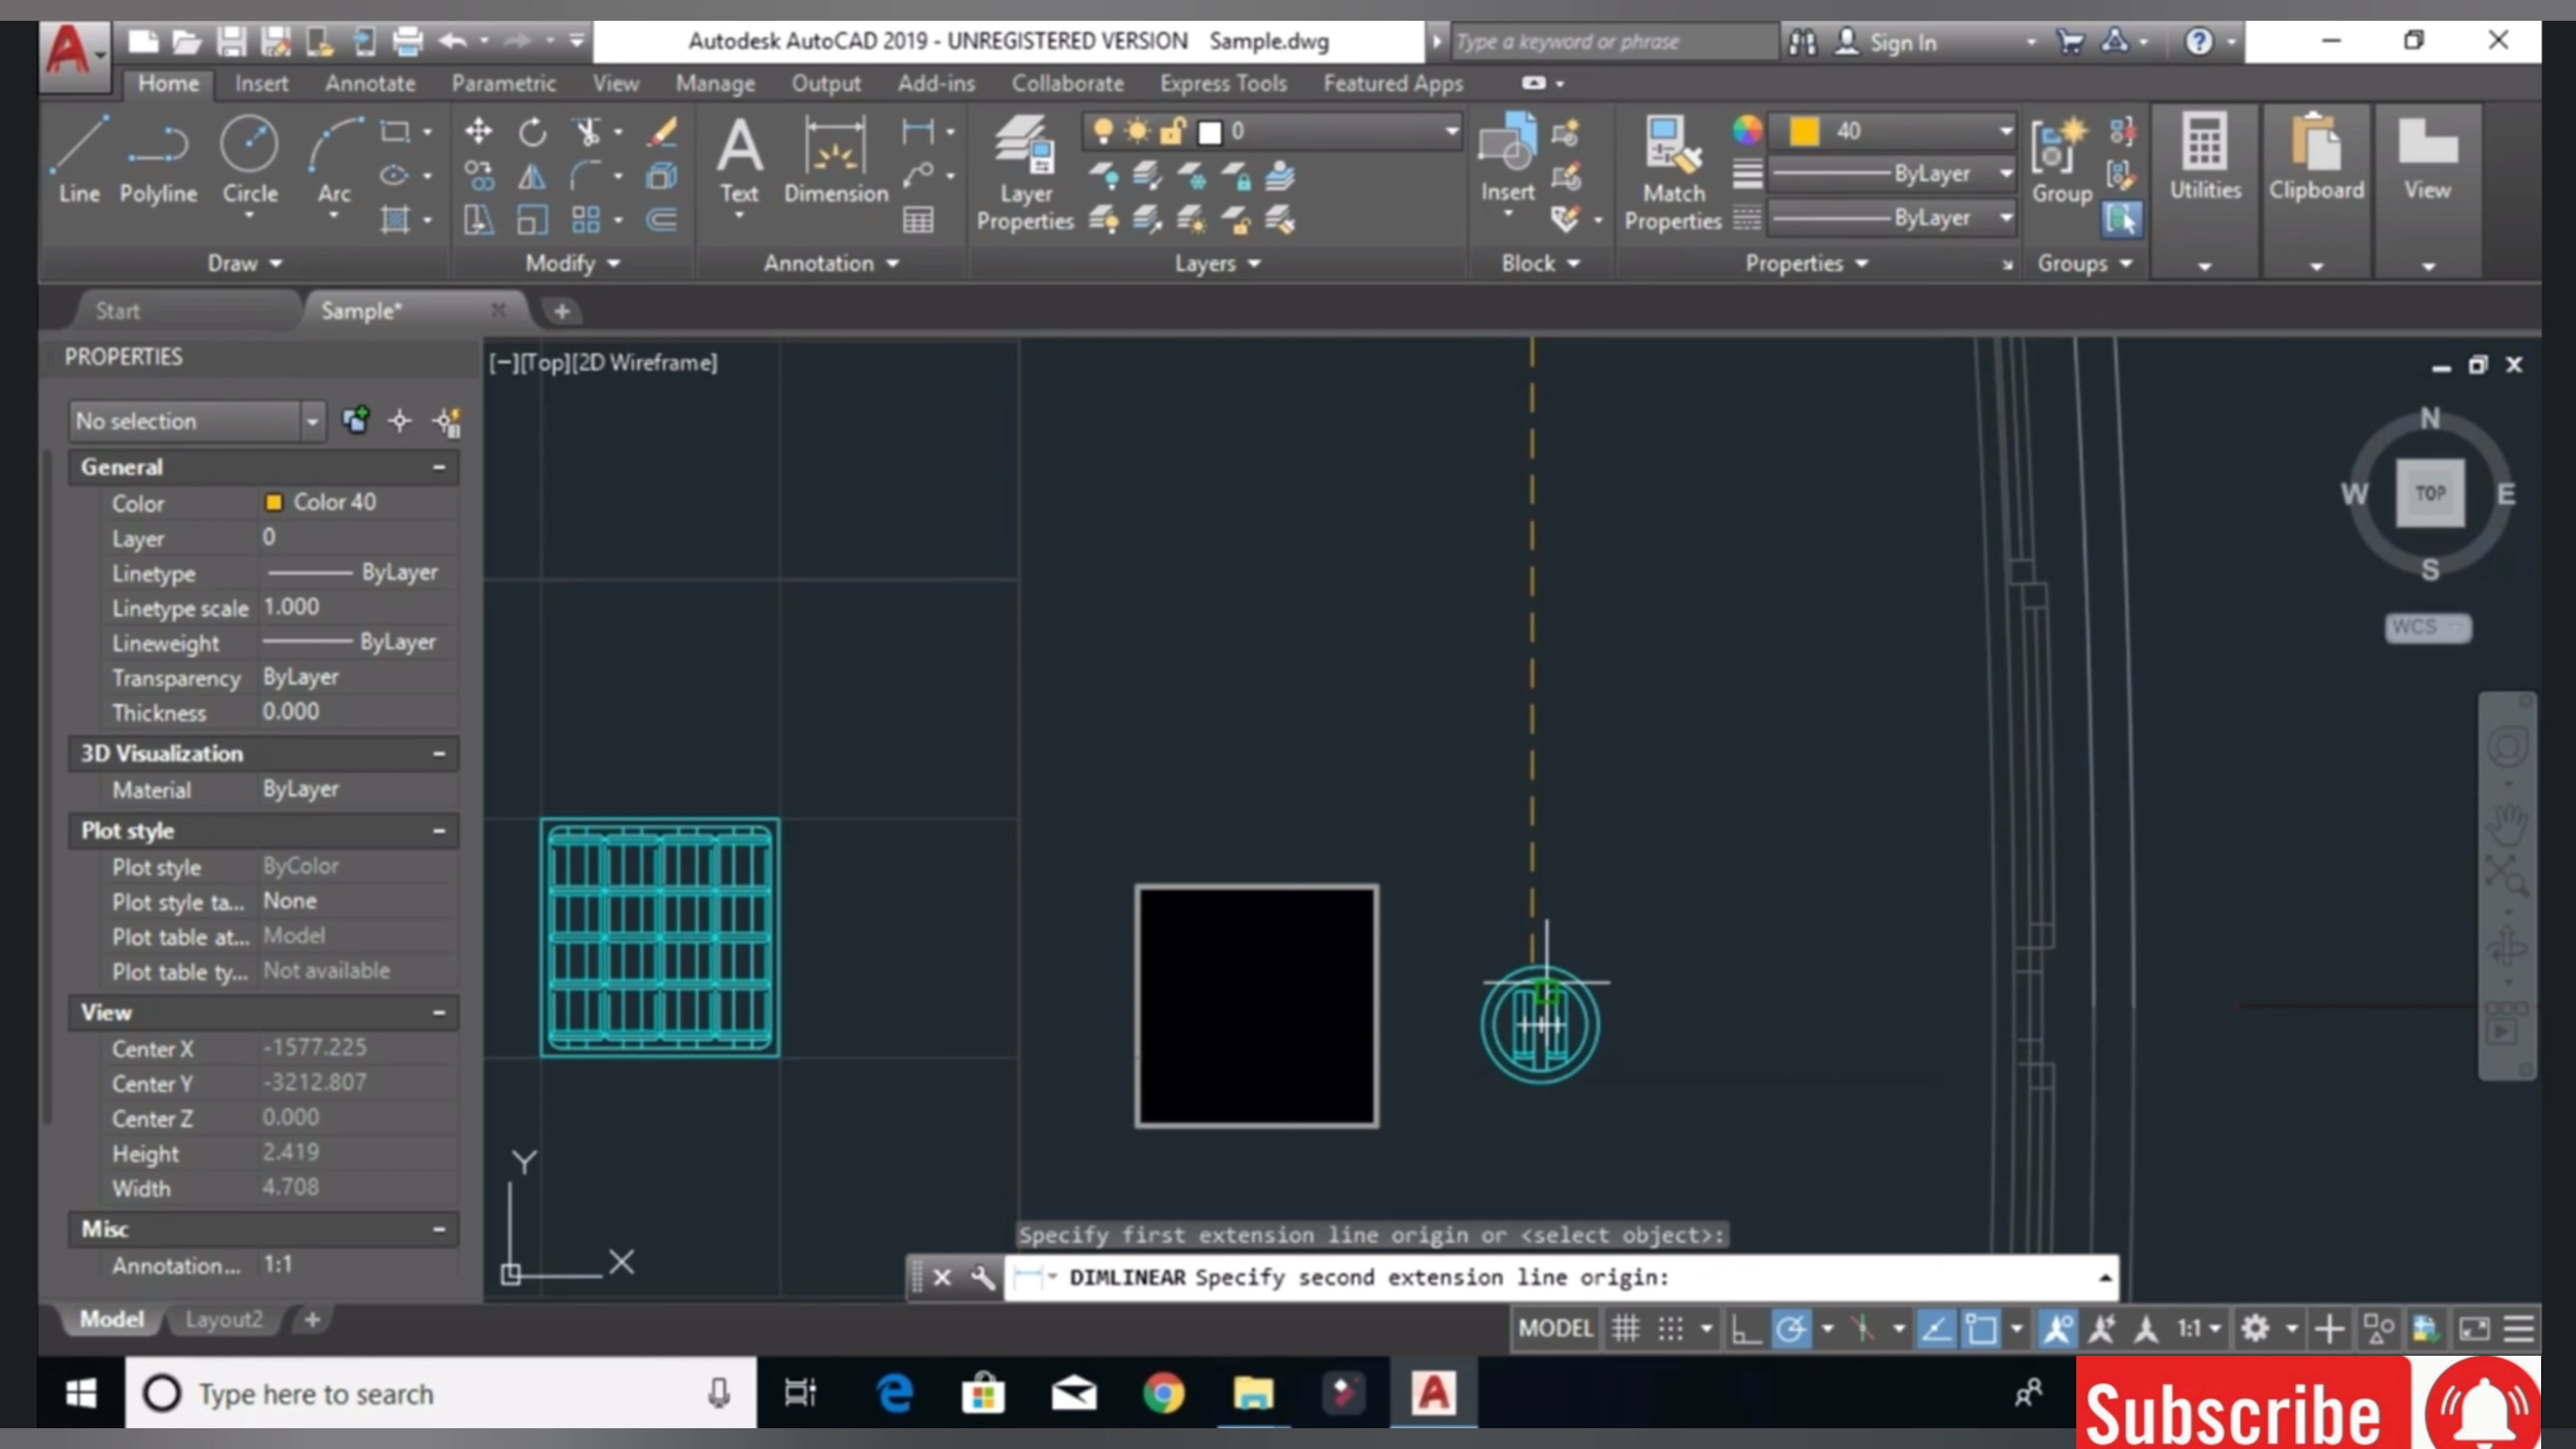 Autodesk AutoCAD 2019 - UNREGISTERED VERSION Sample.dwg
Type a keyword or phrase
Sign In
Home Insert Annotate Parametric View Manage Output Add-ins Collaborate Express Tools Featured Apps
0
40
Line Polyline Circle Arc
Text Dimension
Layer Properties
Insert
Match Properties
ByLayer
ByLayer
Group
Utilities
Clipboard
View
Draw
Modify
Annotation
Layers
Block
Properties
Groups
Start
Sample*
PROPERTIES
[−][Top][2D Wireframe]
No selection
General
Color Color 40
Layer 0
Linetype ByLayer
Linetype scale 1.000
Lineweight ByLayer
Transparency ByLayer
Thickness 0.000
3D Visualization
Material ByLayer
Plot style
Plot style ByColor
Plot style ta... None
Plot table at... Model
Plot table ty... Not available
View
Center X -1577.225
Center Y -3212.807
Center Z 0.000
Height 2.419
Width 4.708
Misc
Annotation... 1:1
N
W TOP E
S
WCS
Y
X
Specify first extension line origin or <select object>:
DIMLINEAR Specify second extension line origin:
Model
Layout2
MODEL
1:1
Type here to search
Subscribe